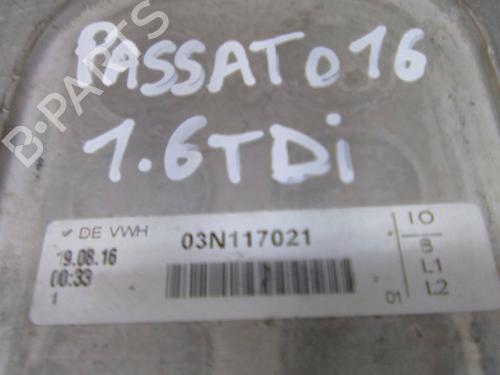 PASSAT 016
1.6TDi
B-PARTS
DE VWH
03N117021
19.08.16
00:33
1
01
IO
B
L1
L2